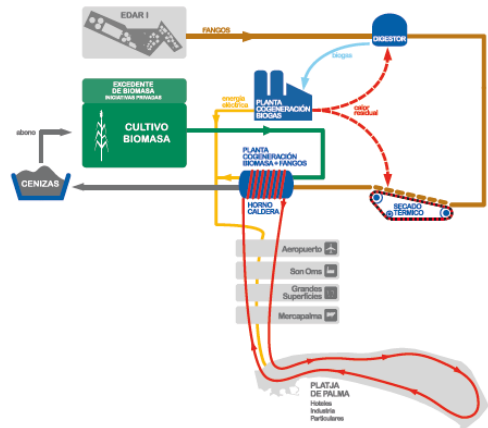 EDAR I
FANGOS
DIGESTOR
biogas
EXCEDENTE
DE BIOMASA
INICIATIVAS PRIVADAS
energía
eléctrica
PLANTA
COGENERACIÓN
BIOGAS
calor
residual
CULTIVO
BIOMASA
abono
PLANTA
COGENERACIÓN
BIOMASA + FANGOS
CENIZAS
HORNO
CALDERA
SECADO
TÉRMICO
Aeropuerto
Son Oms
Grandes
Superfícies
Mercapalma
PLATJA
DE PALMA
Hoteles
Industria
Particulares